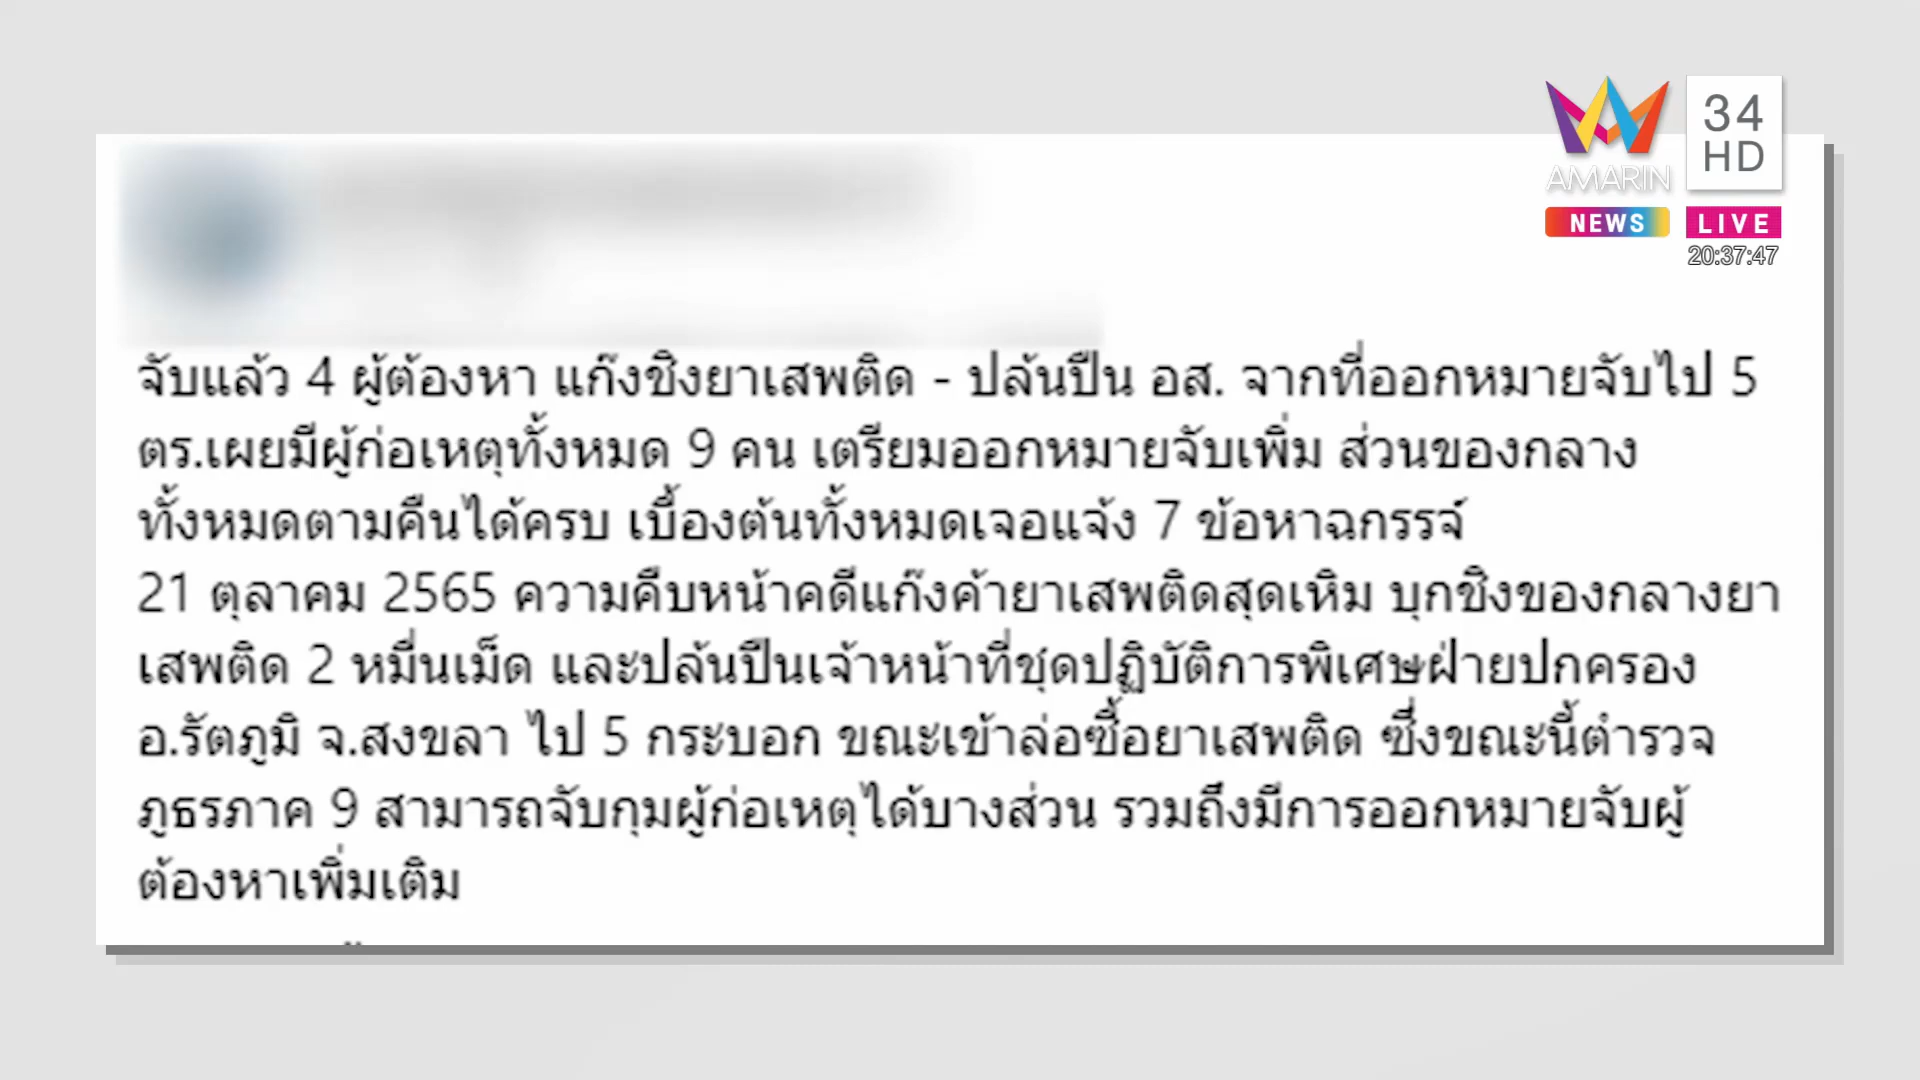 34
HD
AMARIN
NEWS
LIVE
20:37:47
จับแล้ว 4 ผู้ต้องหา แก๊งชิงยาเสพติด - ปล้นปืน อส. จากที่ออกหมายจับไป 5
ตร.เผยมีผู้ก่อเหตุทั้งหมด 9 คน เตรียมออกหมายจับเพิ่ม ส่วนของกลาง
ทั้งหมดตามคืนได้ครบ เบื้องต้นทั้งหมดเจอแจ้ง 7 ข้อหาฉกรรจ์
21 ตุลาคม 2565 ความคืบหน้าคดีแก๊งค้ายาเสพติดสุดเหิม บุกชิงของกลางยา
เสพติด 2 หมื่นเม็ด และปล้นปืนเจ้าหน้าที่ชุดปฏิบัติการพิเศษฝ่ายปกครอง
อ.รัตภูมิ จ.สงขลา ไป 5 กระบอก ขณะเข้าล่อซื้อยาเสพติด ซึ่งขณะนี้ตำรวจ
ภูธรภาค 9 สามารถจับกุมผู้ก่อเหตุได้บางส่วน รวมถึงมีการออกหมายจับผู้
ต้องหาเพิ่มเติม